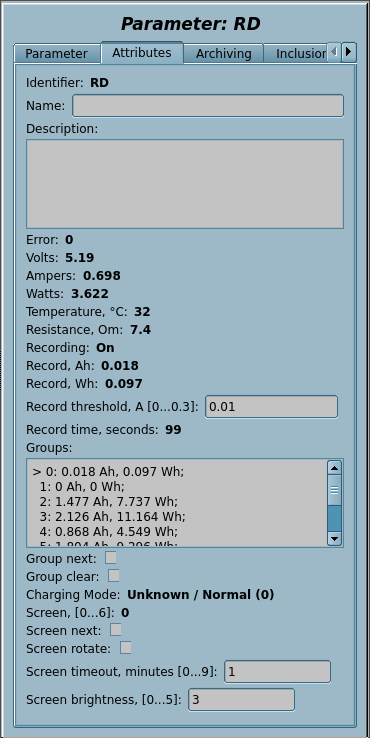 Parameter: RD
Parameter Attributes Archiving Inclusion
Identifier: RD
Name:
Description:
Error: 0
Volts: 5.19
Ampers: 0.698
Watts: 3.622
Temperature, °C: 32
Resistance, Om: 7.4
Recording: On
Record, Ah: 0.018
Record, Wh: 0.097
Record threshold, A [0...0.3]: 0.01
Record time, seconds: 99
Groups:
> 0: 0.018 Ah, 0.097 Wh;
1: 0 Ah, 0 Wh;
2: 1.477 Ah, 7.737 Wh;
3: 2.126 Ah, 11.164 Wh;
4: 0.868 Ah, 4.549 Wh;
Group next:
Group clear:
Charging Mode: Unknown / Normal (0)
Screen, [0...6]: 0
Screen next:
Screen rotate:
Screen timeout, minutes [0...9]: 1
Screen brightness, [0...5]: 3